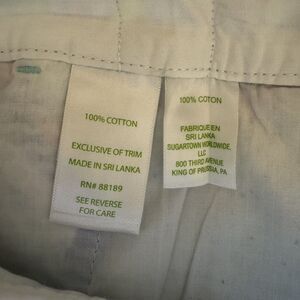 100% COTTON
EXCLUSIVE OF TRIM
MADE IN SRI LANKA
RN# 88189
SEE REVERSE
FOR CARE
100% COTON
FABRIQUE EN
SRI LANKA
SUGARTOWN WORLDWIDE,
LLC
800 THIRD AVENUE
KING OF PRUSSIA, PA